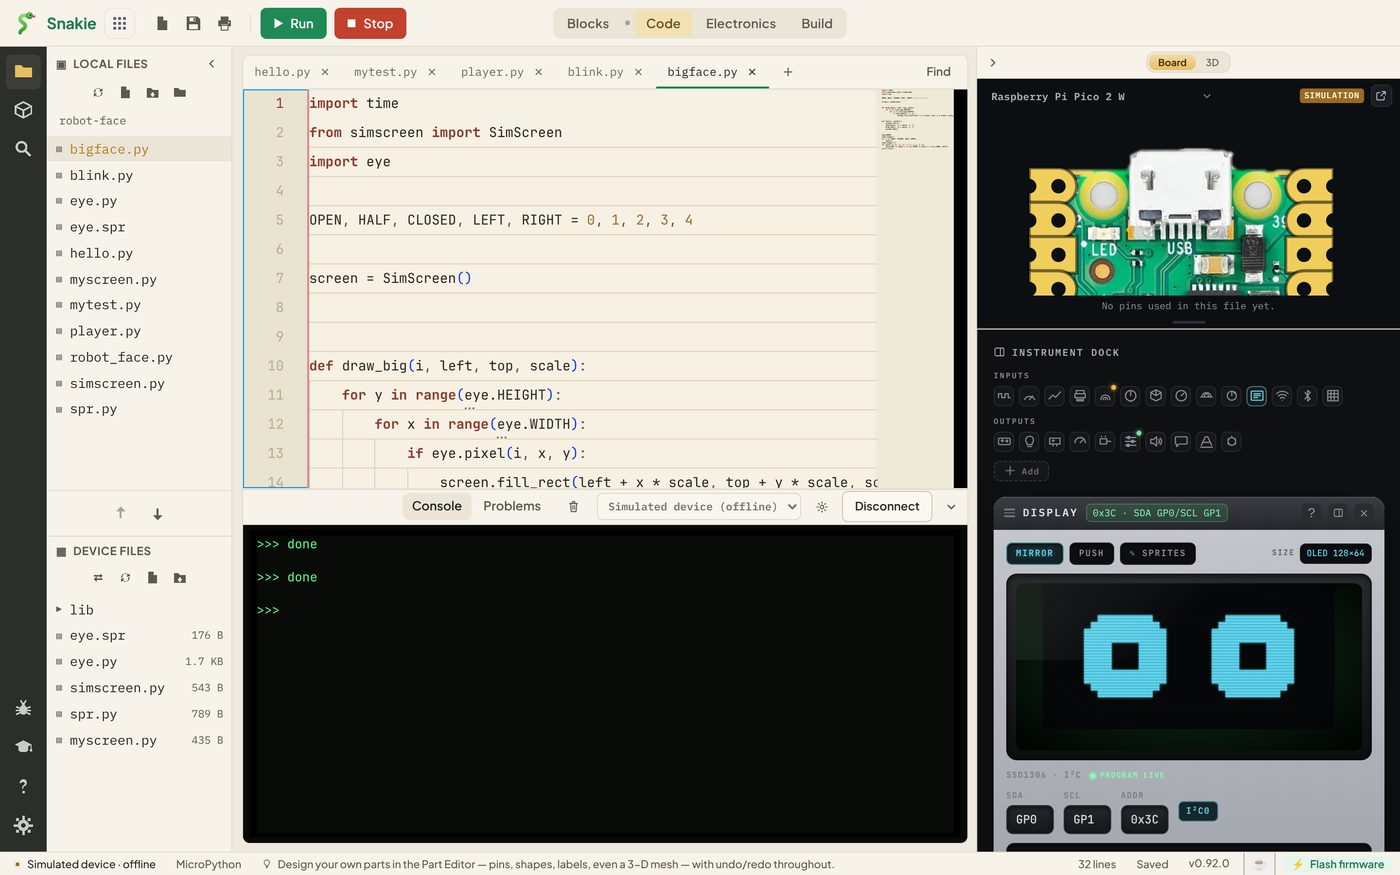 Snakie
Run
Stop
Blocks
Code
Electronics
Build
LOCAL FILES
robot-face
bigface.py
blink.py
eye.py
eye.spr
hello.py
myscreen.py
mytest.py
player.py
robot_face.py
simscreen.py
spr.py
DEVICE FILES
lib
eye.spr 176 B
eye.py 1.7 KB
simscreen.py 543 B
spr.py 789 B
myscreen.py 435 B
hello.py
mytest.py
player.py
blink.py
bigface.py
Find
1 import time
2 from simscreen import SimScreen
3 import eye
4
5 OPEN, HALF, CLOSED, LEFT, RIGHT = 0, 1, 2, 3, 4
6
7 screen = SimScreen()
8
9
10 def draw_big(i, left, top, scale):
11 for y in range(eye.HEIGHT):
12 for x in range(eye.WIDTH):
13 if eye.pixel(i, x, y):
14 screen.fill_rect(left + x * scale, top + y * scale, sc
Console
Problems
Simulated device (offline)
Disconnect
>>> done
>>> done
>>>
Board
3D
Raspberry Pi Pico 2 W
SIMULATION
2
39
LED
USB
No pins used in this file yet.
INSTRUMENT DOCK
INPUTS
OUTPUTS
+ Add
DISPLAY
0x3C · SDA GP0/SCL GP1
?
MIRROR
PUSH
✎ SPRITES
SIZE
OLED 128×64
SSD1306 · I²C
PROGRAM LIVE
SDA
SCL
ADDR
GP0
GP1
0x3C
I²C0
Simulated device · offline
MicroPython
Design your own parts in the Part Editor — pins, shapes, labels, even a 3-D mesh — with undo/redo throughout.
32 lines
Saved
v0.92.0
Flash firmware